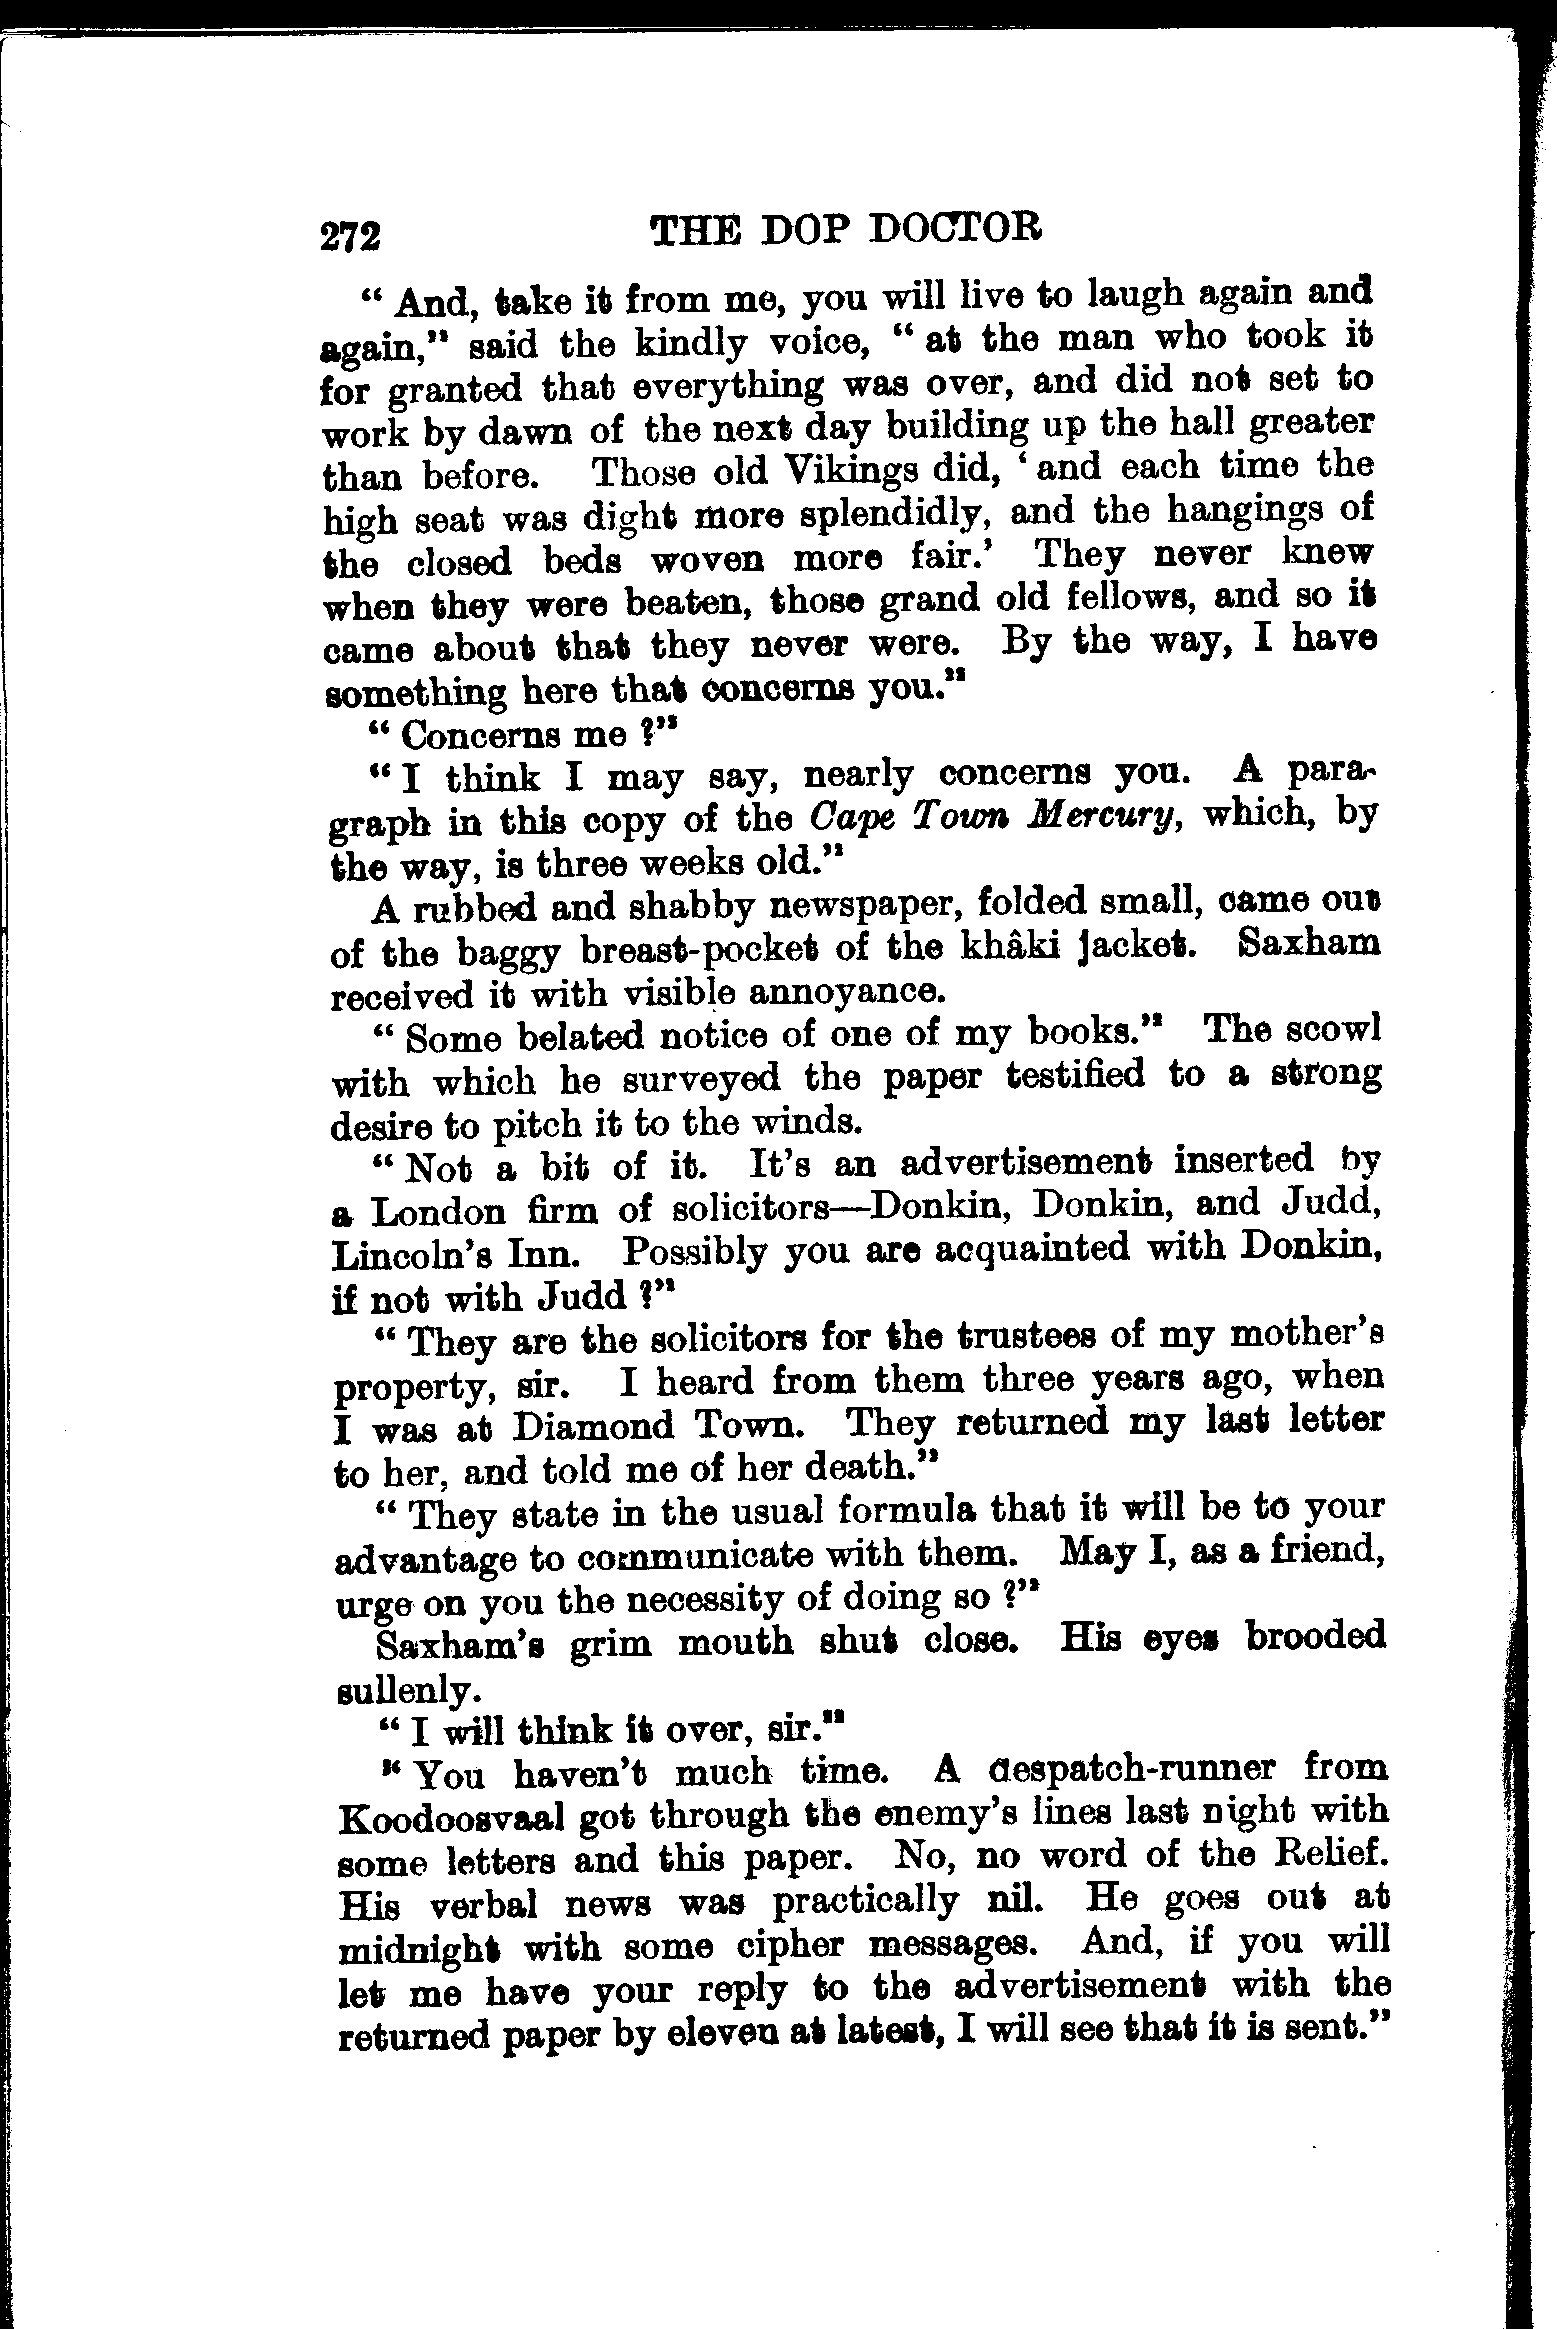 272 THE DOP DOCTOR
“ And, take it from me, you will live to laugh again and
again,” said the kindly voice, “ at the man who took it
for granted that everything was over, and did not set to
work by dawn of the next day building up the hall greater
than before. Those old Vikings did, ‘ and each time the
high seat was dight more splendidly, and the hangings of
the closed beds woven more fair.’ They never knew
when they were beaten, those grand old fellows, and so it
came about that they never were. By the way, I have
something here that concerns you.”
“ Concerns me ?”
“ I think I may say, nearly concerns you. A para-
graph in this copy of the Cape Town Mercury, which, by
the way, is three weeks old.”
A rubbed and shabby newspaper, folded small, came out
of the baggy breast-pocket of the khâki jacket. Saxham
received it with visible annoyance.
“ Some belated notice of one of my books.” The scowl
with which he surveyed the paper testified to a strong
desire to pitch it to the winds.
“ Not a bit of it. It’s an advertisement inserted by
a London firm of solicitors—Donkin, Donkin, and Judd,
Lincoln’s Inn. Possibly you are acquainted with Donkin,
if not with Judd ?”
“ They are the solicitors for the trustees of my mother’s
property, sir. I heard from them three years ago, when
I was at Diamond Town. They returned my last letter
to her, and told me of her death.”
“ They state in the usual formula that it will be to your
advantage to communicate with them. May I, as a friend,
urge on you the necessity of doing so ?”
Saxham’s grim mouth shut close. His eyes brooded
sullenly.
“ I will think it over, sir.”
“ You haven’t much time. A despatch-runner from
Koodoosvaal got through the enemy’s lines last night with
some letters and this paper. No, no word of the Relief.
His verbal news was practically nil. He goes out at
midnight with some cipher messages. And, if you will
let me have your reply to the advertisement with the
returned paper by eleven at latest, I will see that it is sent.”